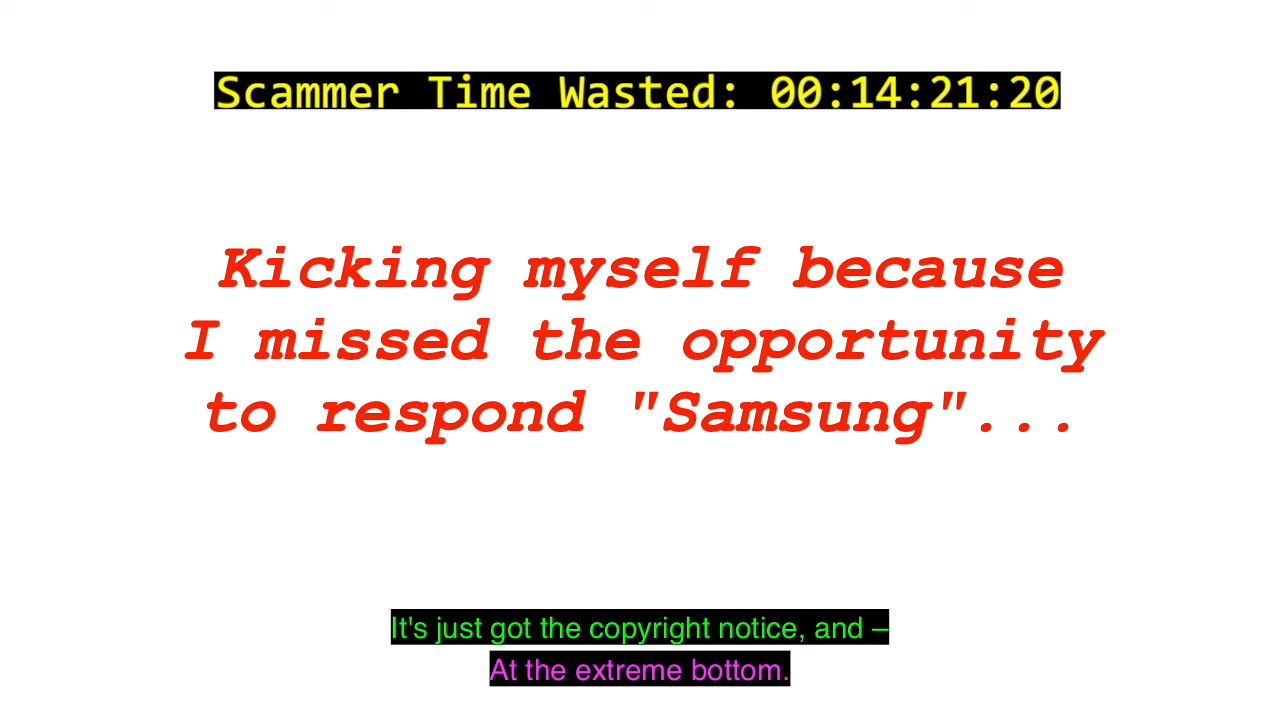 Scammer Time Wasted: 00:14:21:20
Kicking myself because
I missed the opportunity
to respond "Samsung"...
It's just got the copyright notice, and –
At the extreme bottom.